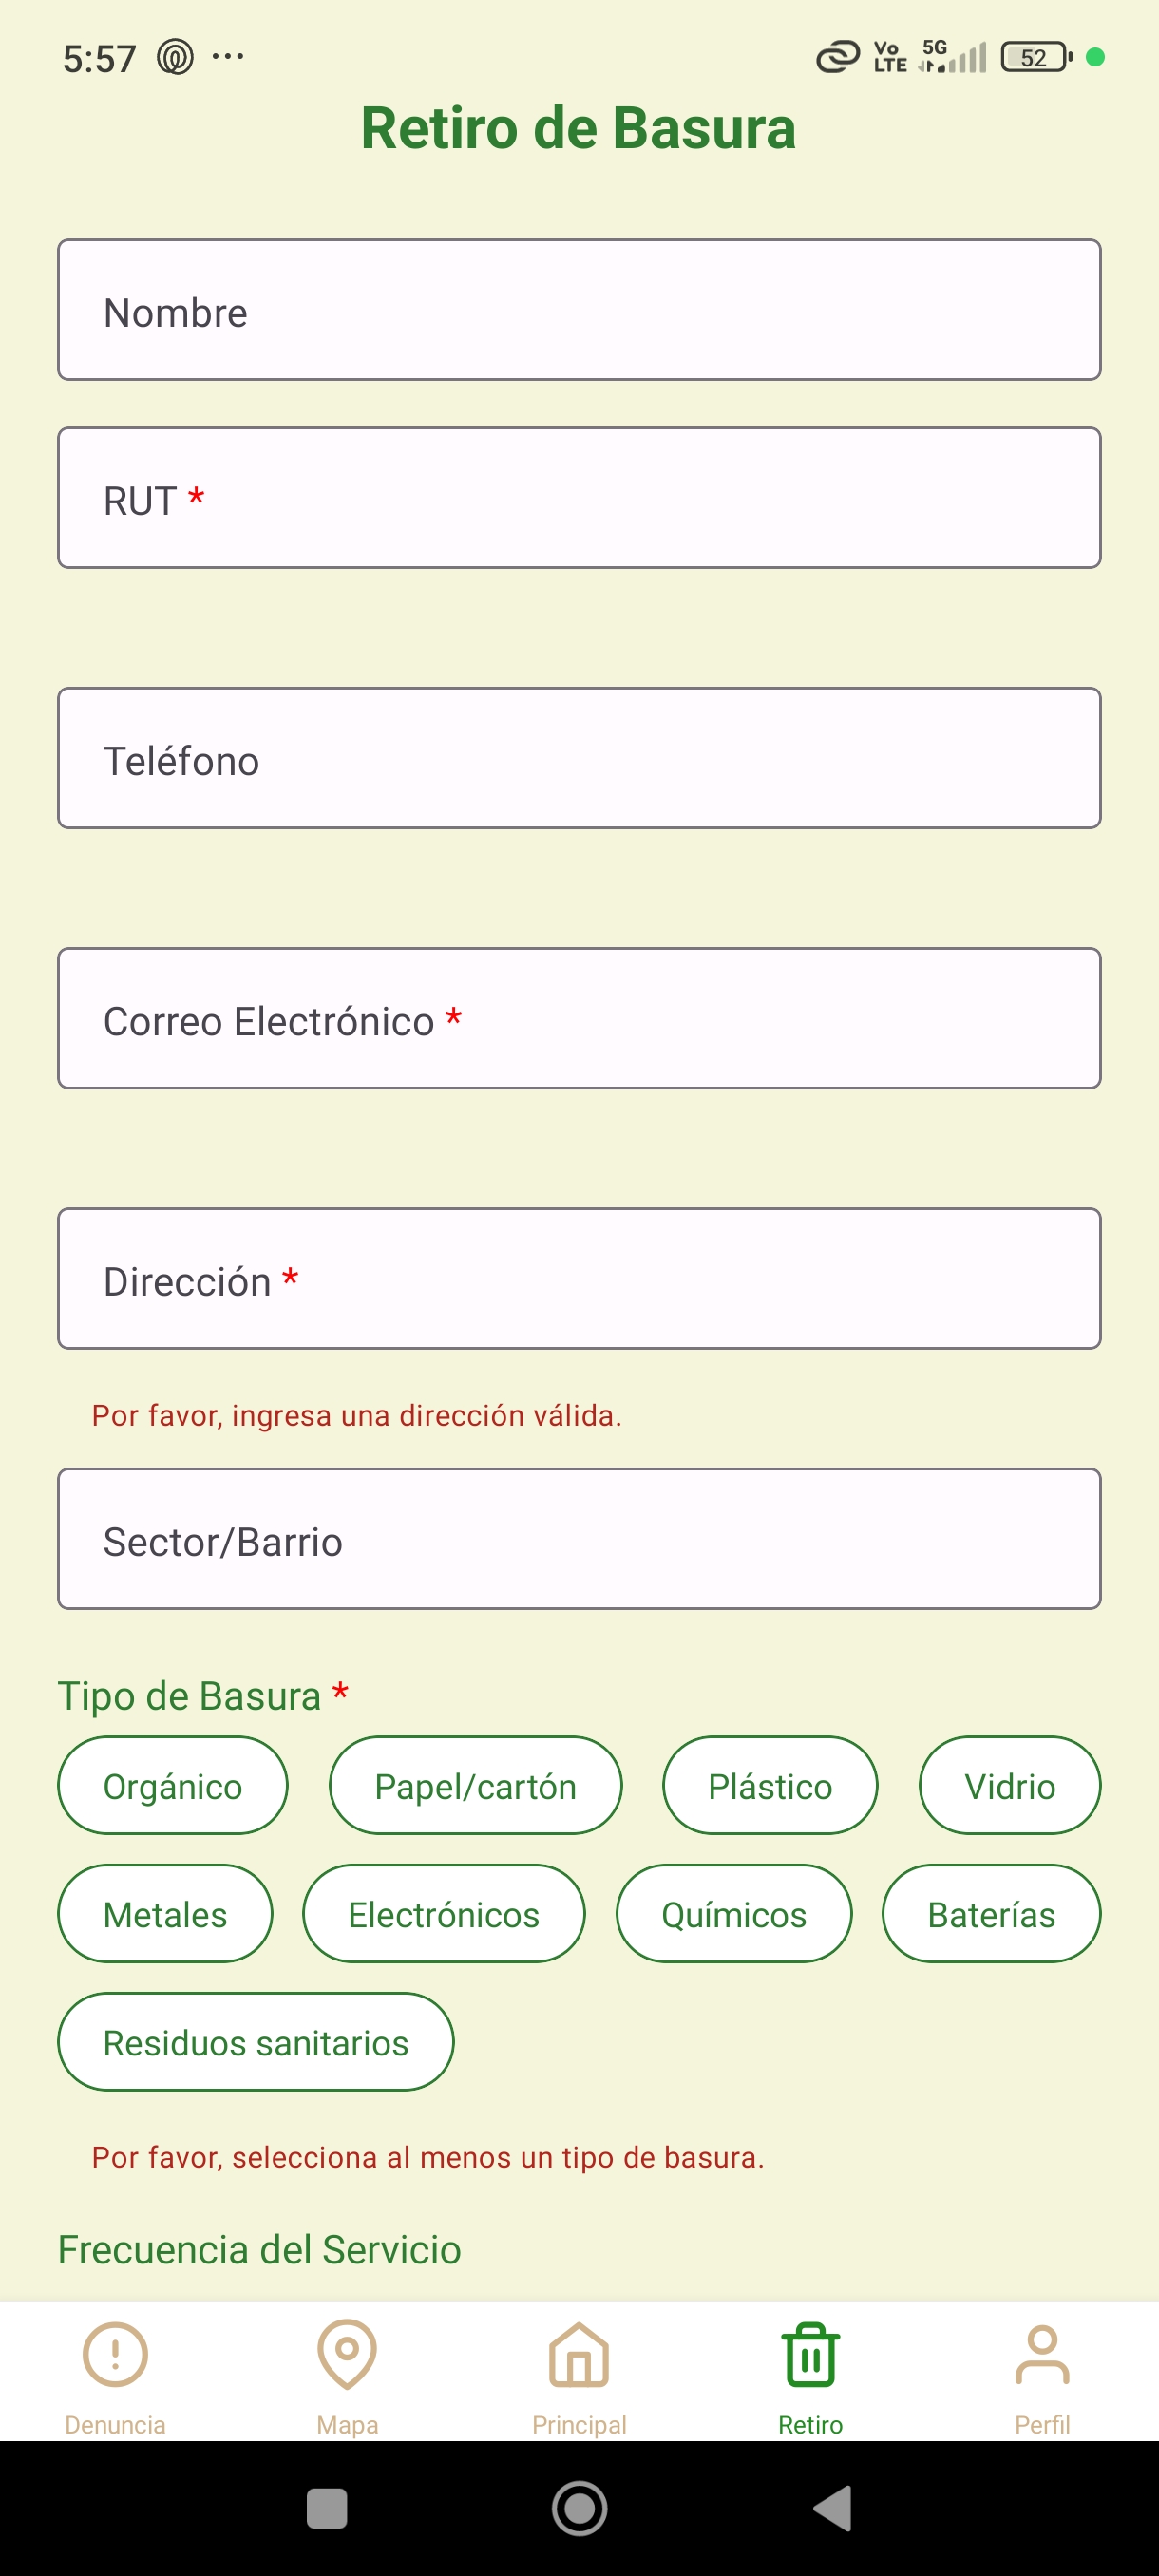 5:57 ... Vo LTE 5G 52
Retiro de Basura
Nombre
RUT *
Teléfono
Correo Electrónico *
Dirección *
Por favor, ingresa una dirección válida.
Sector/Barrio
Tipo de Basura *
Orgánico Papel/cartón Plástico Vidrio
Metales Electrónicos Químicos Baterías
Residuos sanitarios
Por favor, selecciona al menos un tipo de basura.
Frecuencia del Servicio
Denuncia Mapa Principal Retiro Perfil